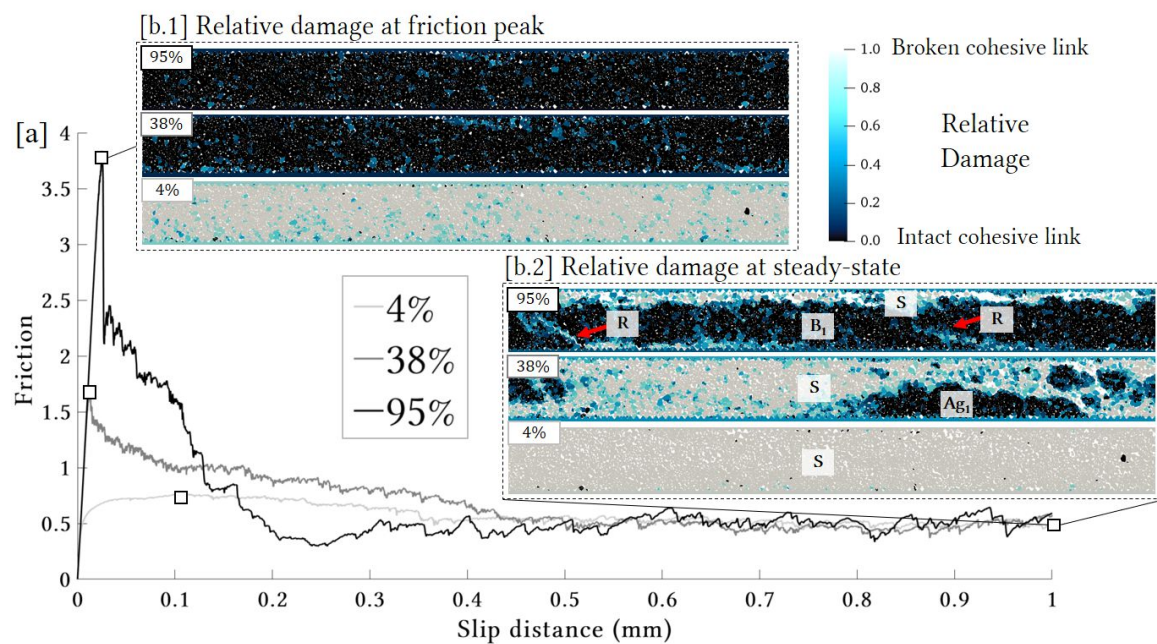 [b.1] Relative damage at friction peak
95%
38%
4%
1.0 Broken cohesive link
0.8
0.6
0.4
0.2
0.0 Intact cohesive link
Relative
Damage
[a]
4
3.5
3
2.5
2
1.5
1
0.5
0
Friction
4%
38%
95%
[b.2] Relative damage at steady-state
95%
S
R
B₁
R
38%
S
Ag₁
4%
S
0 0.1 0.2 0.3 0.4 0.5 0.6 0.7 0.8 0.9 1
Slip distance (mm)